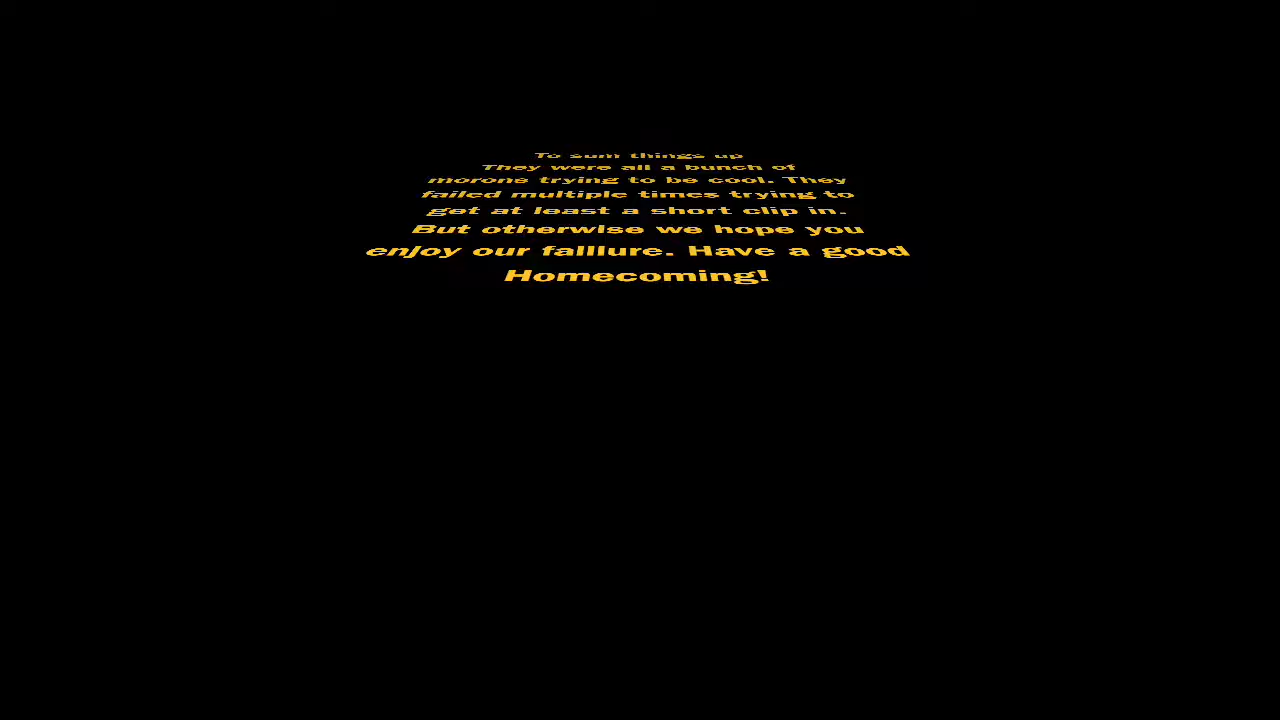 To sum things up
They were all a bunch of
morons trying to be cool. They
failed multiple times trying to
get at least a short clip in.
But otherwise we hope you
enjoy our falllure. Have a good
Homecoming!